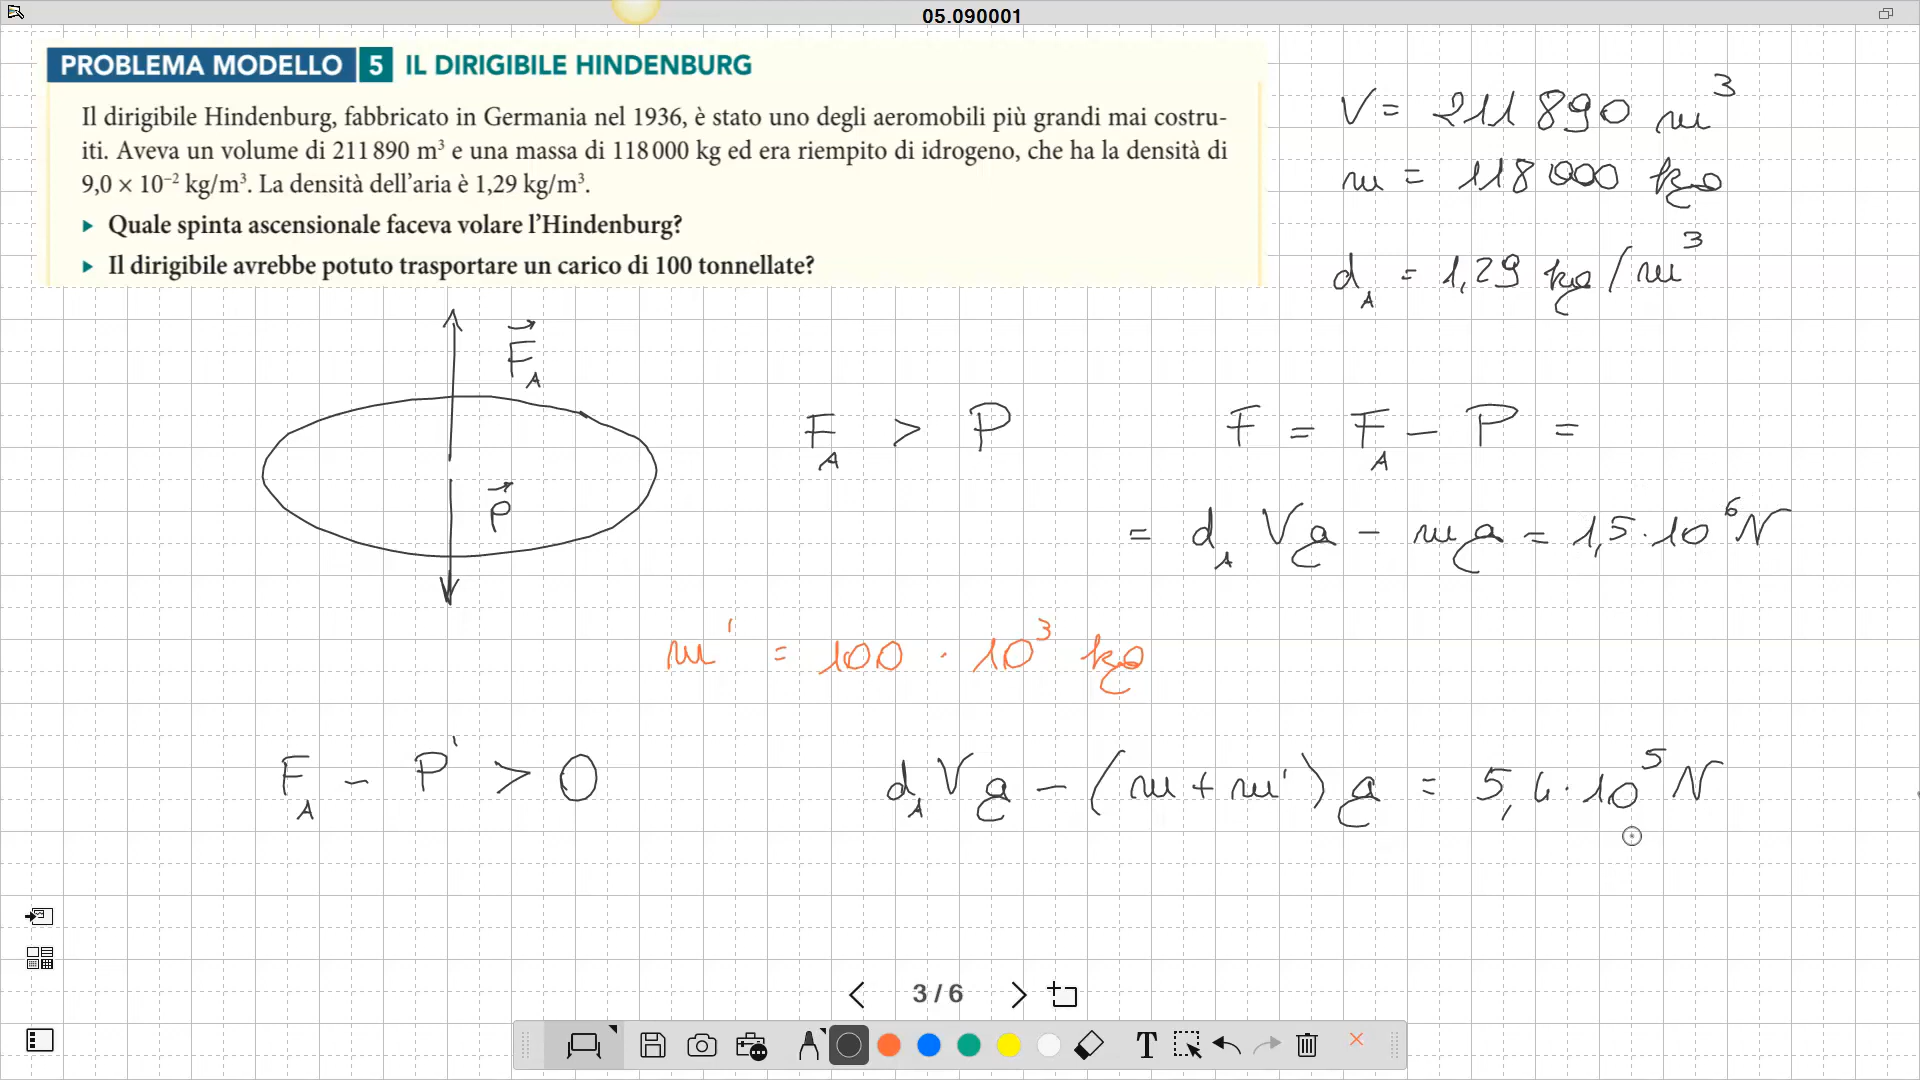 05.090001
PROBLEMA MODELLO 5 IL DIRIGIBILE HINDENBURG
Il dirigibile Hindenburg, fabbricato in Germania nel 1936, è stato uno degli aeromobili più grandi mai costru-
iti. Aveva un volume di 211 890 m³ e una massa di 118 000 kg ed era riempito di idrogeno, che ha la densità di
9,0 × 10⁻² kg/m³. La densità dell'aria è 1,29 kg/m³.
▸ Quale spinta ascensionale faceva volare l'Hindenburg?
▸ Il dirigibile avrebbe potuto trasportare un carico di 100 tonnellate?
V = 211 890 m³
m = 118 000 kg
d_A = 1,29 kg/m³
F_A
P
F_A > P
F = F_A – P =
= d_A V g – m g = 1,5 · 10⁶ N
m' = 100 · 10³ kg
F_A – P' > 0
d_A V g – (m + m') g = 5,4 · 10⁵ N
3 / 6
T